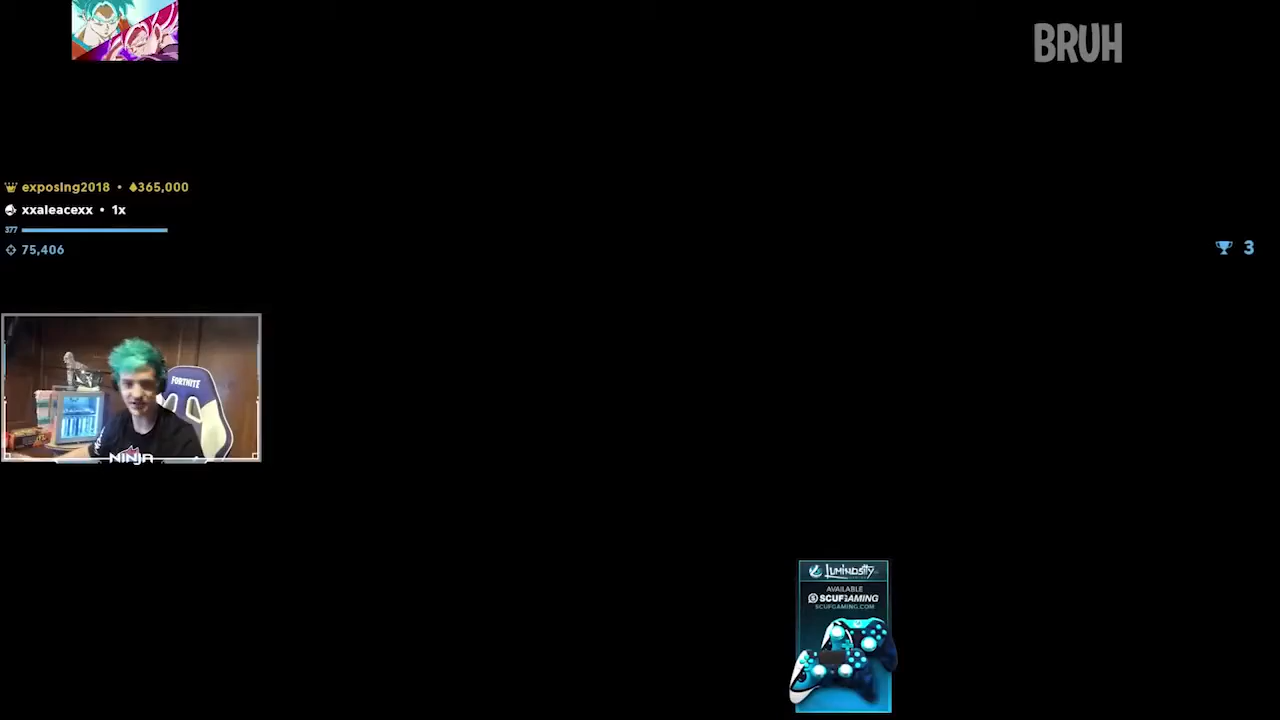 BRUH
exposing2018 • 365,000
xxaleacexx • 1x
377
75,406
3
FORTNITE
NINJA
LUMINOSITY
AVAILABLE
SCUFGAMING
SCUFGAMING.COM